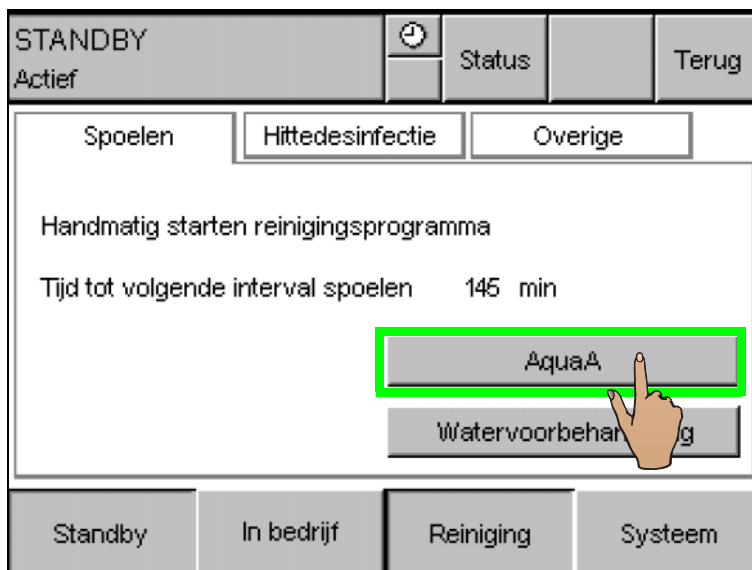 STANDBY
Actief
Status
Terug
Spoelen
Hittedesinfectie
Overige
Handmatig starten reinigingsprogramma
Tijd tot volgende interval spoelen 145 min
AquaA
Standby
In bedrijf
Reiniging
Systeem